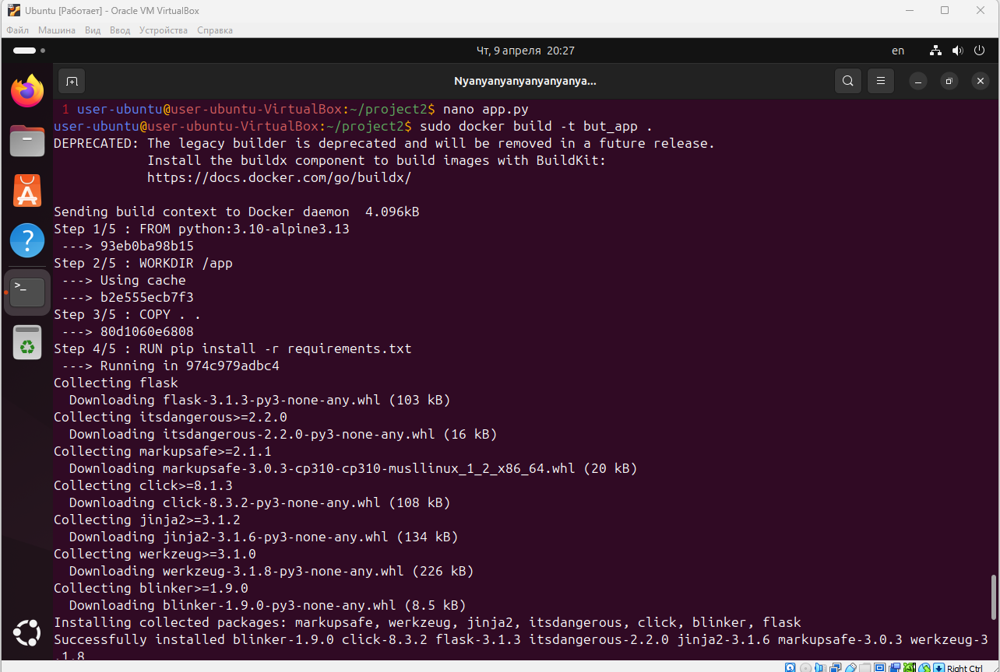 Ubuntu [Работает] - Oracle VM VirtualBox
Файл Машина Вид Ввод Устройства Справка
Чт, 9 апреля 20:27
en
Nyanyanyanyanyanyanya...
1 user-ubuntu@user-ubuntu-VirtualBox:~/project2$ nano app.py
user-ubuntu@user-ubuntu-VirtualBox:~/project2$ sudo docker build -t but_app .
DEPRECATED: The legacy builder is deprecated and will be removed in a future release.
Install the buildx component to build images with BuildKit:
https://docs.docker.com/go/buildx/
Sending build context to Docker daemon 4.096kB
Step 1/5 : FROM python:3.10-alpine3.13
---> 93eb0ba98b15
Step 2/5 : WORKDIR /app
---> Using cache
---> b2e555ecb7f3
Step 3/5 : COPY . .
---> 80d1060e6808
Step 4/5 : RUN pip install -r requirements.txt
---> Running in 974c979adbc4
Collecting flask
Downloading flask-3.1.3-py3-none-any.whl (103 kB)
Collecting itsdangerous>=2.2.0
Downloading itsdangerous-2.2.0-py3-none-any.whl (16 kB)
Collecting markupsafe>=2.1.1
Downloading markupsafe-3.0.3-cp310-cp310-musllinux_1_2_x86_64.whl (20 kB)
Collecting click>=8.1.3
Downloading click-8.3.2-py3-none-any.whl (108 kB)
Collecting jinja2>=3.1.2
Downloading jinja2-3.1.6-py3-none-any.whl (134 kB)
Collecting werkzeug>=3.1.0
Downloading werkzeug-3.1.8-py3-none-any.whl (226 kB)
Collecting blinker>=1.9.0
Downloading blinker-1.9.0-py3-none-any.whl (8.5 kB)
Installing collected packages: markupsafe, werkzeug, jinja2, itsdangerous, click, blinker, flask
Successfully installed blinker-1.9.0 click-8.3.2 flask-3.1.3 itsdangerous-2.2.0 jinja2-3.1.6 markupsafe-3.0.3 werkzeug-3
.1.8
Right Ctrl